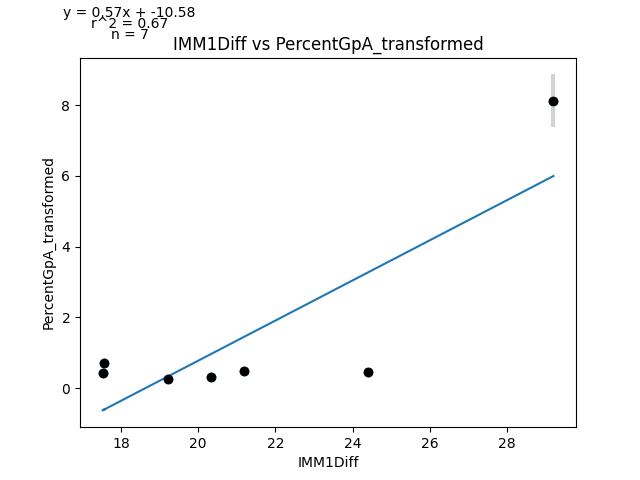 y = 0.57x + -10.58
r^2 = 0.67
n = 7
IMM1Diff vs PercentGpA_transformed
PercentGpA_transformed
8
6
4
2
0
18 20 22 24 26 28
IMM1Diff